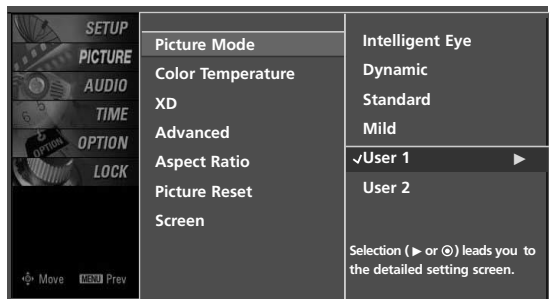 SETUP
PICTURE
AUDIO
TIME
OPTION
LOCK
Move MENU Prev
Picture Mode
Color Temperature
XD
Advanced
Aspect Ratio
Picture Reset
Screen
Intelligent Eye
Dynamic
Standard
Mild
✓User 1 ▶
User 2
Selection ( ▶ or ⊙ ) leads you to
the detailed setting screen.